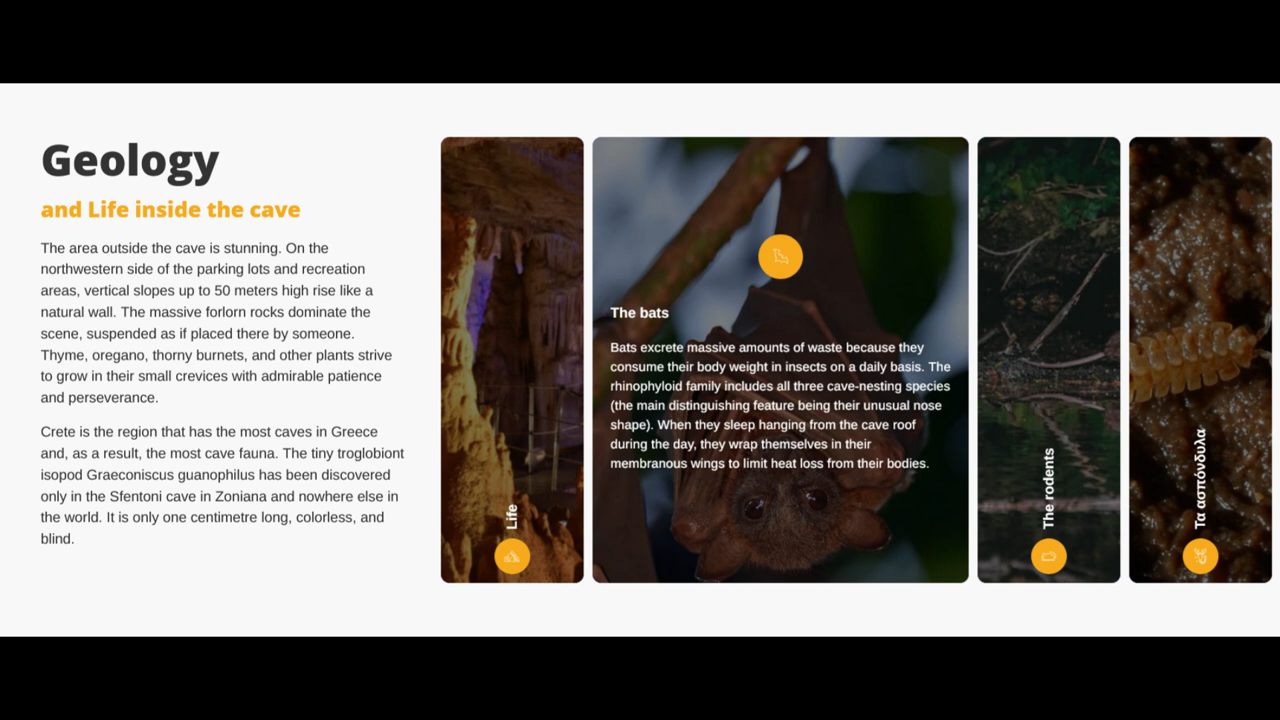 Geology
and Life inside the cave
The area outside the cave is stunning. On the
northwestern side of the parking lots and recreation
areas, vertical slopes up to 50 meters high rise like a
natural wall. The massive forlorn rocks dominate the
scene, suspended as if placed there by someone.
Thyme, oregano, thorny burnets, and other plants strive
to grow in their small crevices with admirable patience
and perseverance.
Crete is the region that has the most caves in Greece
and, as a result, the most cave fauna. The tiny troglobiont
isopod Graeconiscus guanophilus has been discovered
only in the Sfentoni cave in Zoniana and nowhere else in
the world. It is only one centimetre long, colorless, and
blind.
Life
The bats
Bats excrete massive amounts of waste because they
consume their body weight in insects on a daily basis. The
rhinophyloid family includes all three cave-nesting species
(the main distinguishing feature being their unusual nose
shape). When they sleep hanging from the cave roof
during the day, they wrap themselves in their
membranous wings to limit heat loss from their bodies.
The rodents
Τα ασπόνδυλα